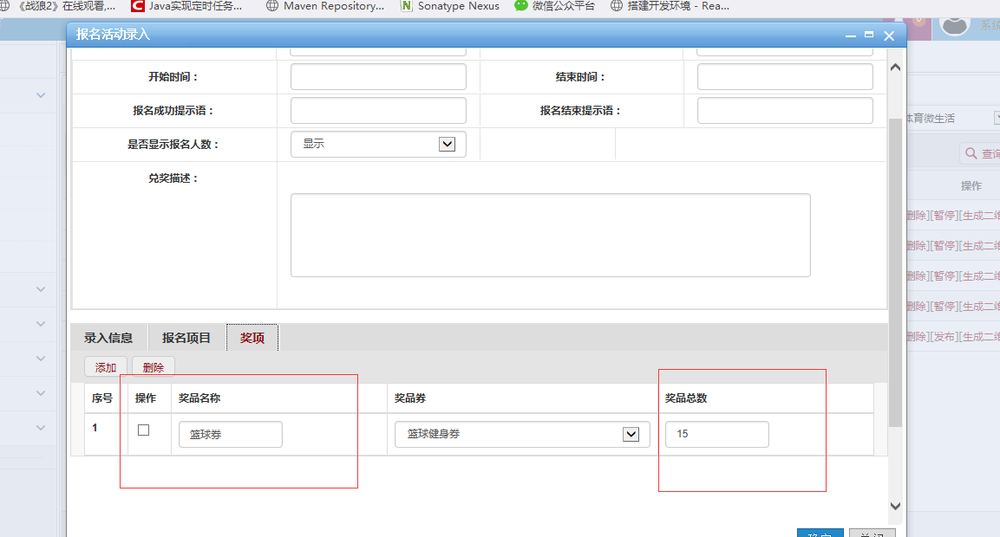 《战狼2》在线观看,... Java实现定时任务... Maven Repository... Sonatype Nexus 微信公众平台 搭建开发环境 - Rea...
报名活动录入
系统
开始时间： 结束时间：
报名成功提示语： 报名结束提示语：
体育微生活
是否显示报名人数： 显示
查询
兑奖描述：
操作
删除][暂停][生成二维
删除][暂停][生成二维
删除][暂停][生成二维
删除][暂停][生成二维
删除][发布][生成二维
录入信息 报名项目 奖项
添加 删除
序号 操作 奖品名称 奖品券 奖品总数
1 篮球券 篮球健身券 15
确定 关闭